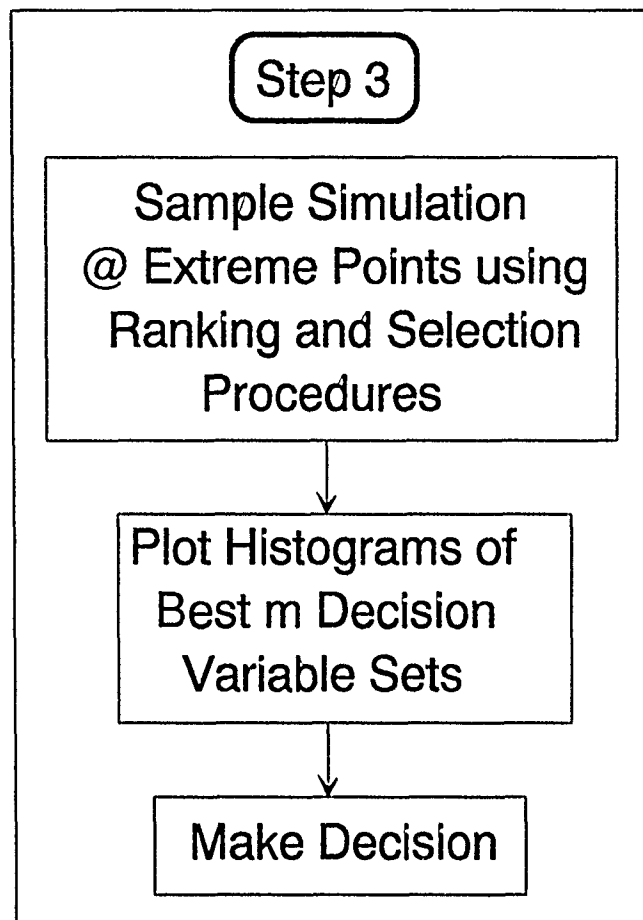 Step 3
Sample Simulation
@ Extreme Points using
Ranking and Selection
Procedures
Plot Histograms of
Best m Decision
Variable Sets
Make Decision